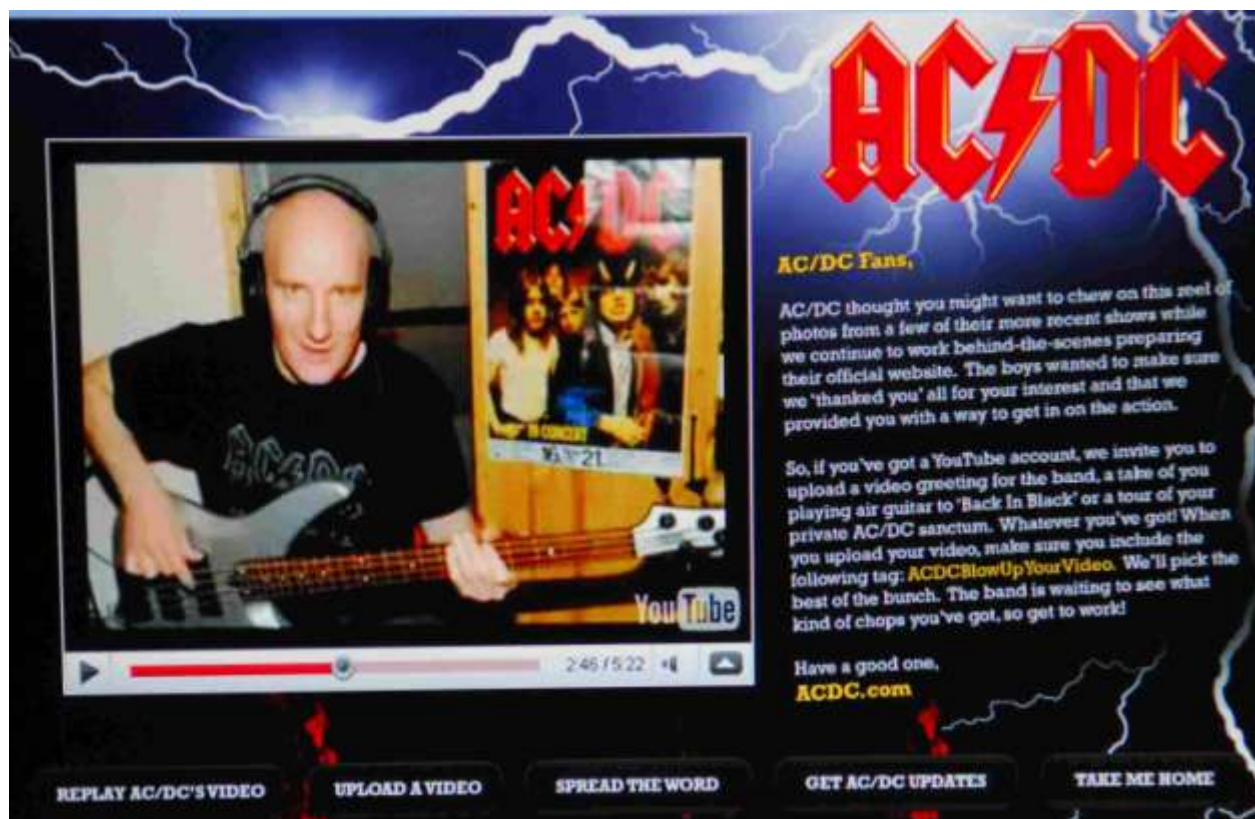 AC/DC
AC/DC
IN CONCERT
AC/DC
YouTube
2:46 / 5:22
AC/DC Fans,
AC/DC thought you might want to chew on this reel of
photos from a few of their more recent shows while
we continue to work behind-the-scenes preparing
their official website. The boys wanted to make sure
we 'thanked you' all for your interest and that we
provided you with a way to get in on the action.
So, if you've got a YouTube account, we invite you to
upload a video greeting for the band, a take of you
playing air guitar to 'Back In Black' or a tour of your
private AC/DC sanctum. Whatever you've got! When
you upload your video, make sure you include the
following tag: ACDCBlowUpYourVideo. We'll pick the
best of the bunch. The band is waiting to see what
kind of chops you've got, so get to work!
Have a good one,
ACDC.com
REPLAY AC/DC'S VIDEO
UPLOAD A VIDEO
SPREAD THE WORD
GET AC/DC UPDATES
TAKE ME HOME